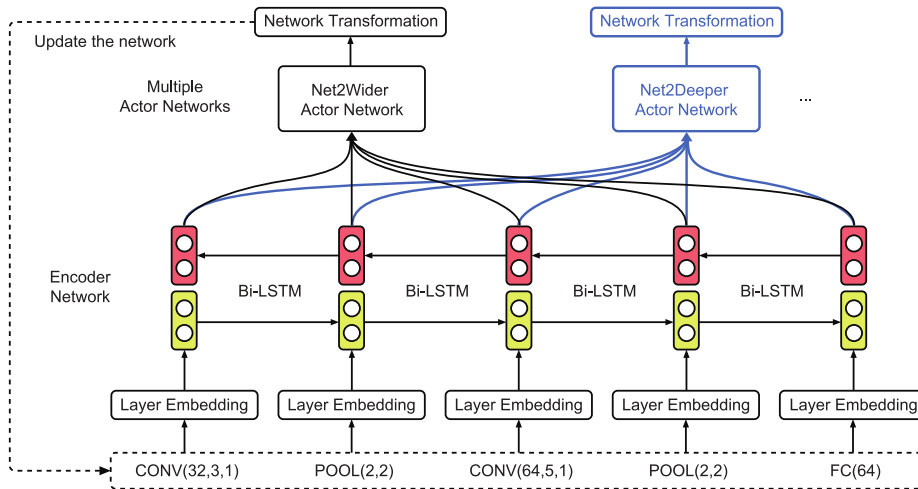 Network Transformation
Network Transformation
Update the network
Multiple
Actor Networks
Net2Wider
Actor Network
Net2Deeper
Actor Network
...
Encoder
Network
Bi-LSTM
Bi-LSTM
Bi-LSTM
Bi-LSTM
Layer Embedding
Layer Embedding
Layer Embedding
Layer Embedding
Layer Embedding
CONV(32,3,1)
POOL(2,2)
CONV(64,5,1)
POOL(2,2)
FC(64)